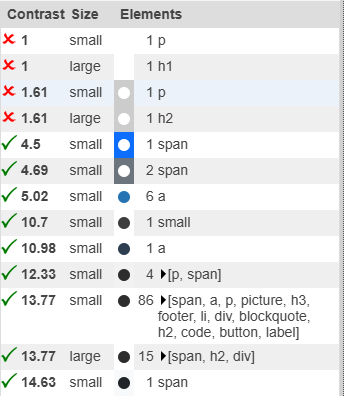 Contrast Size Elements
1 small 1 p
1 large 1 h1
1.61 small 1 p
1.61 large 1 h2
4.5 small 1 span
4.69 small 2 span
5.02 small 6 a
10.7 small 1 small
10.98 small 1 a
12.33 small 4 [p, span]
13.77 small 86 [span, a, p, picture, h3,
footer, li, div, blockquote,
h2, code, button, label]
13.77 large 15 [span, h2, div]
14.63 small 1 span